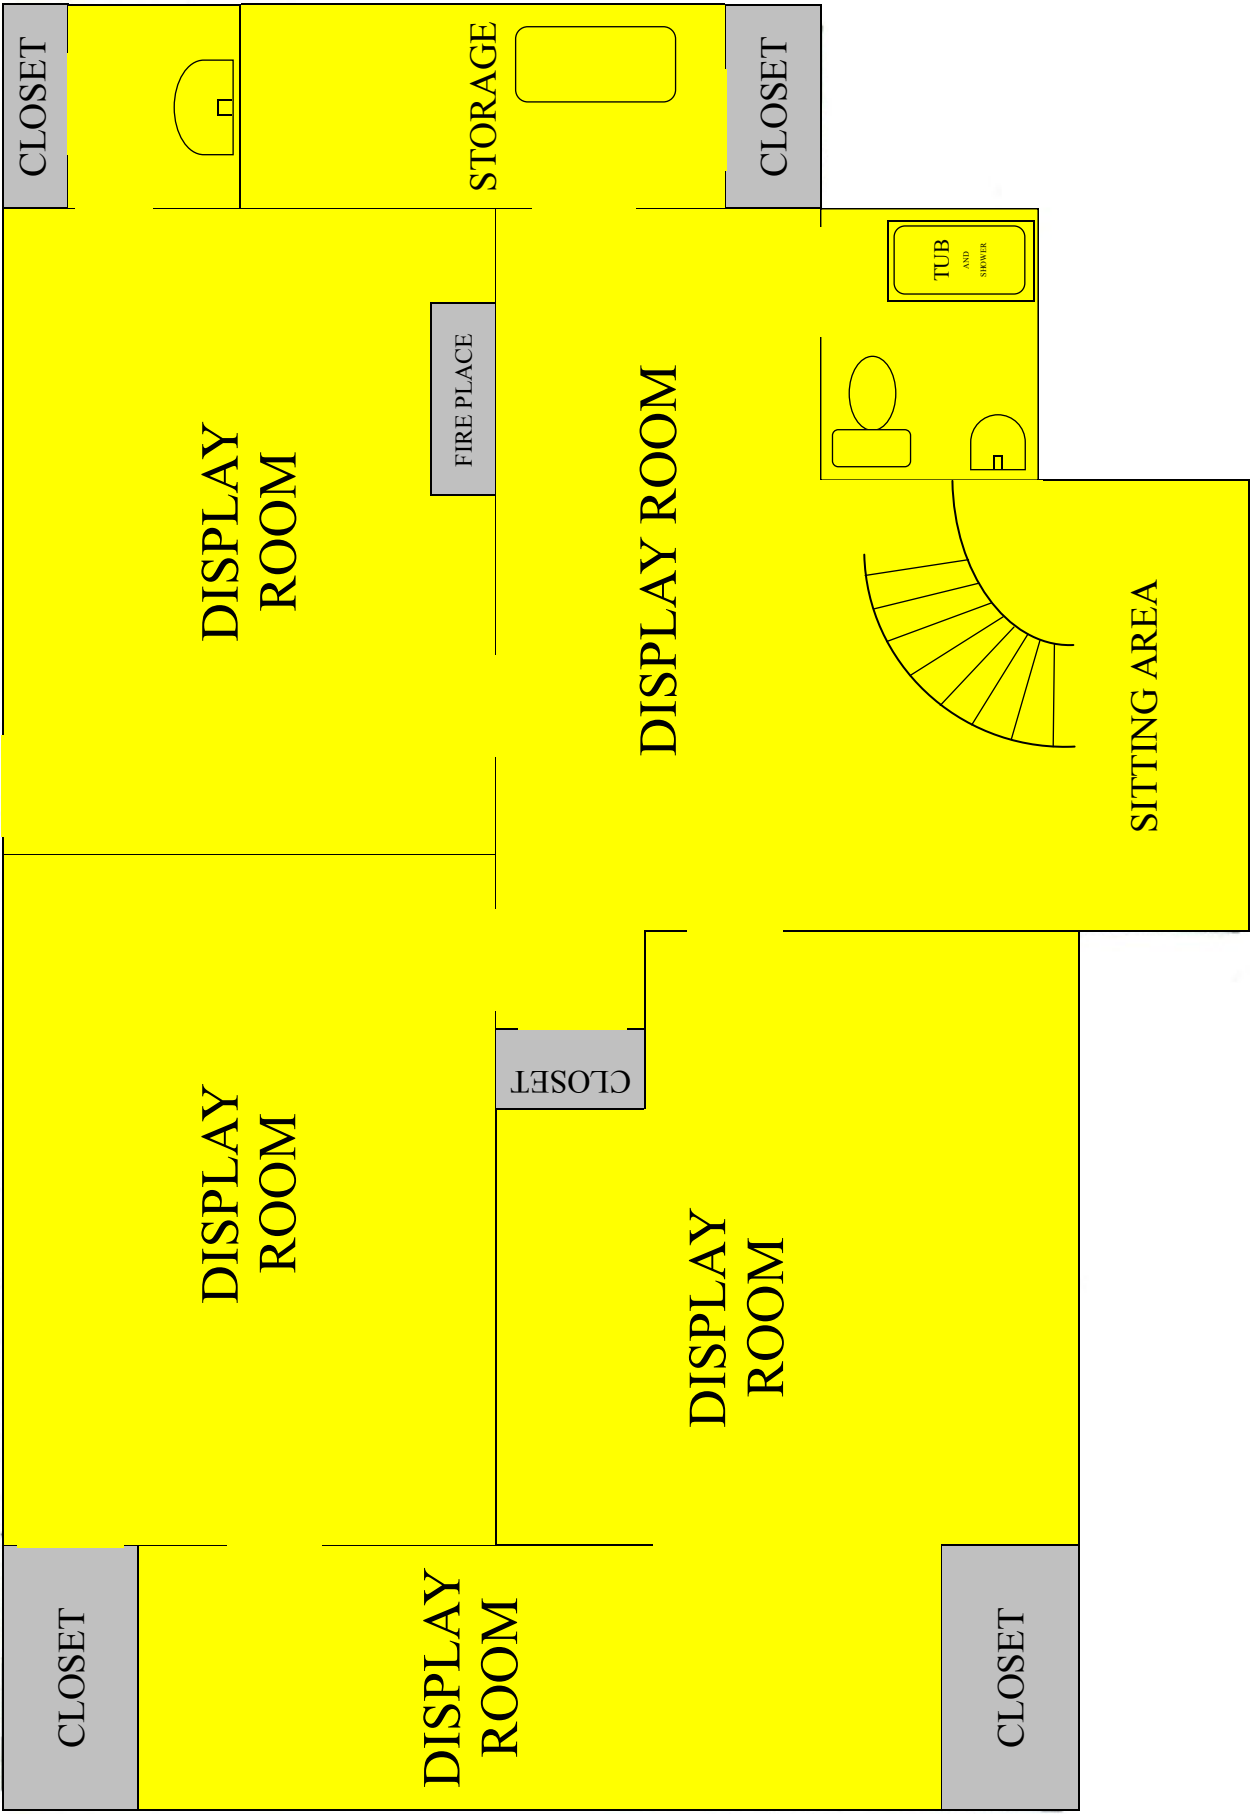 CLOSET
STORAGE
CLOSET
TUB
AND
SHOWER
FIRE PLACE
DISPLAY
ROOM
DISPLAY ROOM
SITTING AREA
CLOSET
DISPLAY
ROOM
DISPLAY
ROOM
CLOSET
DISPLAY
ROOM
CLOSET